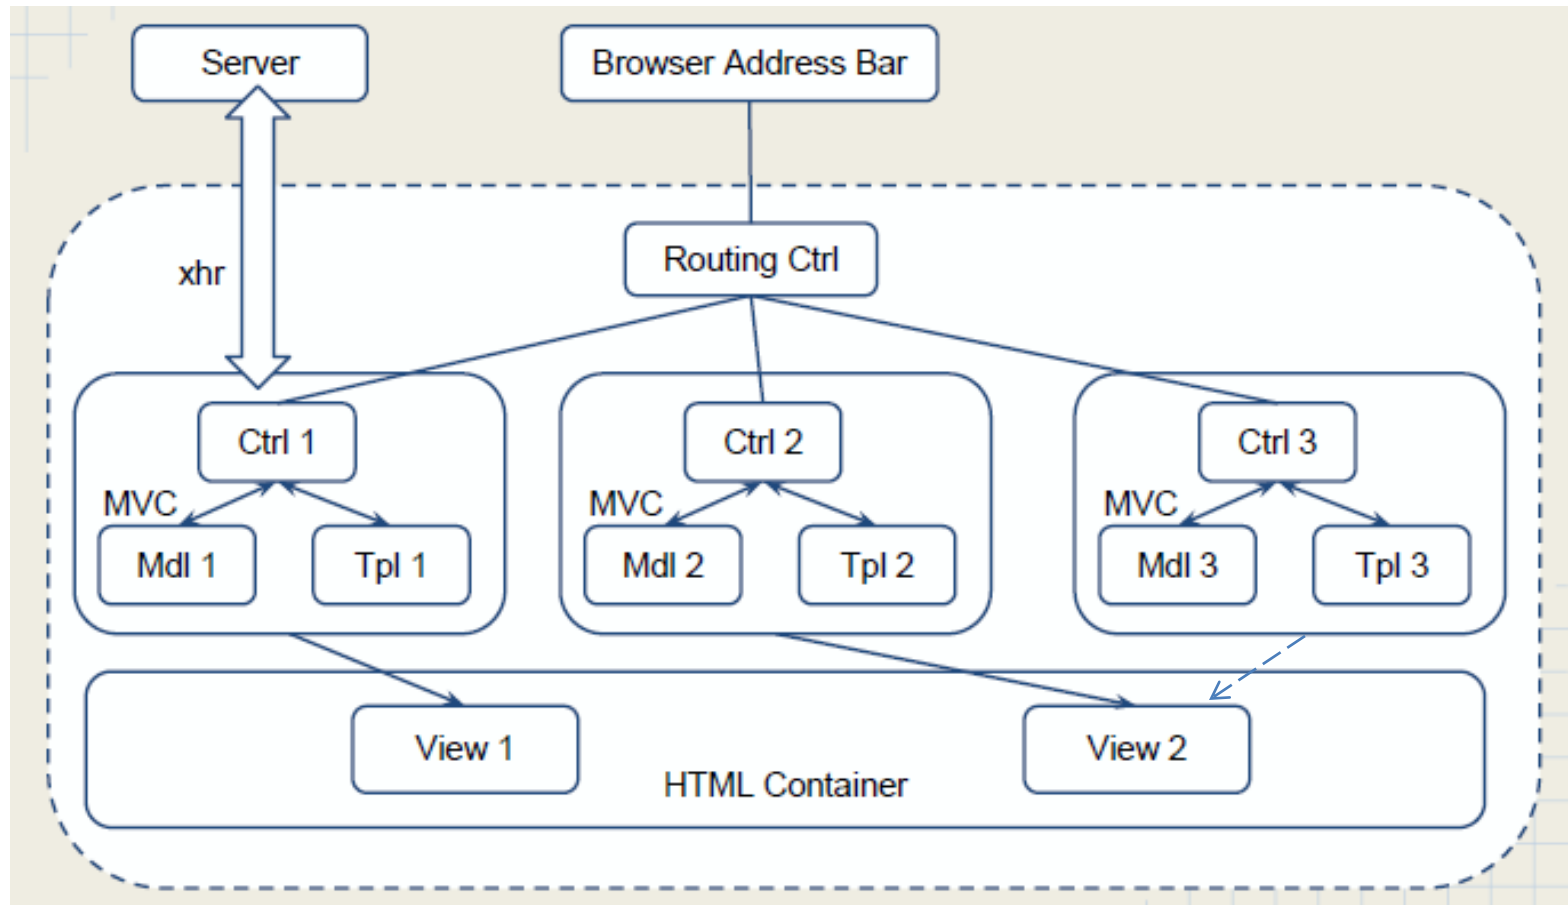 Server
Browser Address Bar
xhr
Routing Ctrl
Ctrl 1
MVC
Mdl 1
Tpl 1
Ctrl 2
MVC
Mdl 2
Tpl 2
Ctrl 3
MVC
Mdl 3
Tpl 3
View 1
View 2
HTML Container